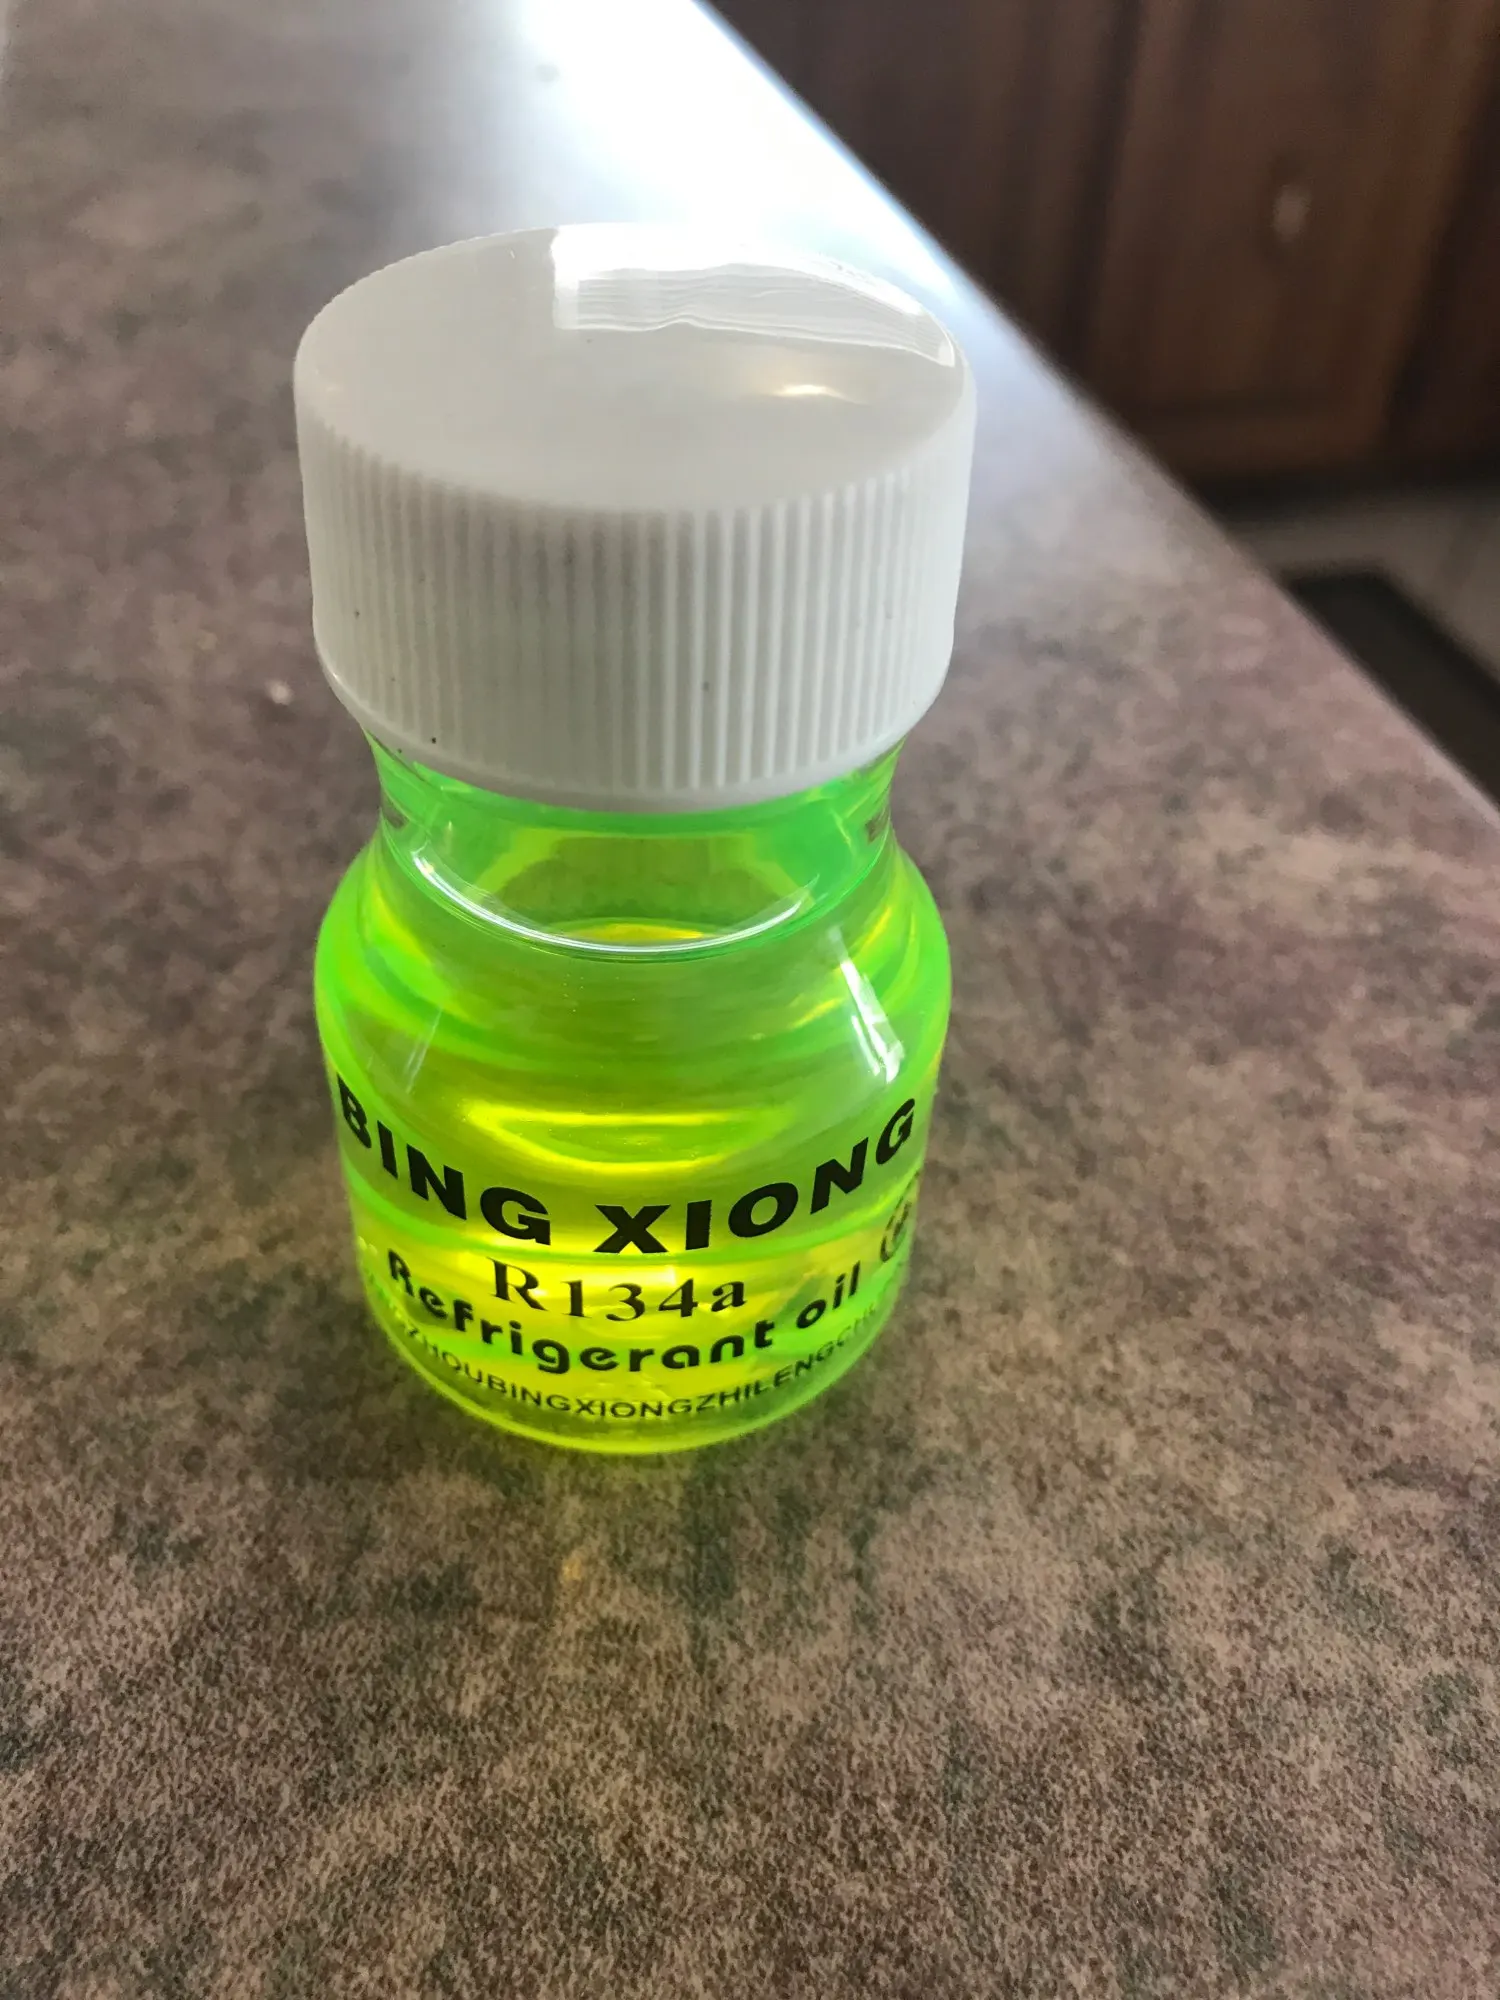 BING XIONG
R134a
Refrigerant oil
ZHOUBINGXIONGZHILENGCH